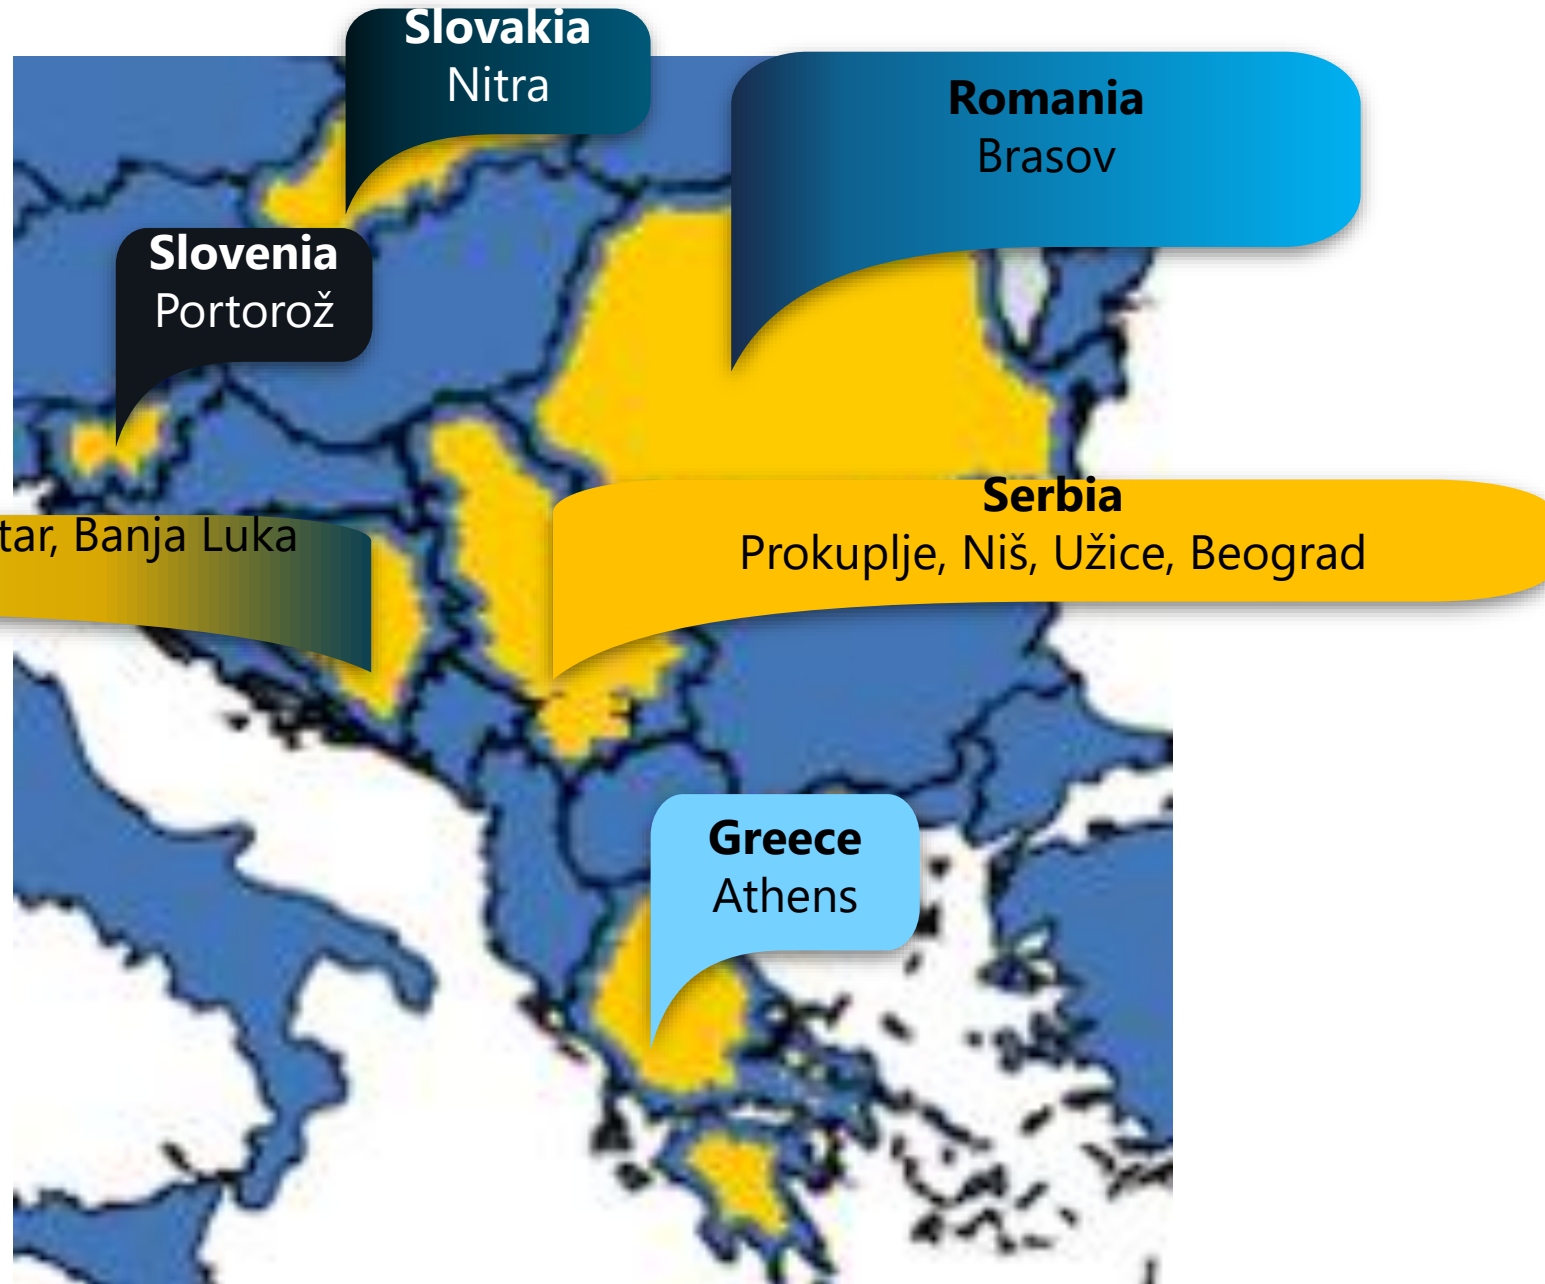 Slovakia
Nitra
Romania
Brasov
Slovenia
Portorož
Serbia
Prokuplje, Niš, Užice, Beograd
tar, Banja Luka
Greece
Athens